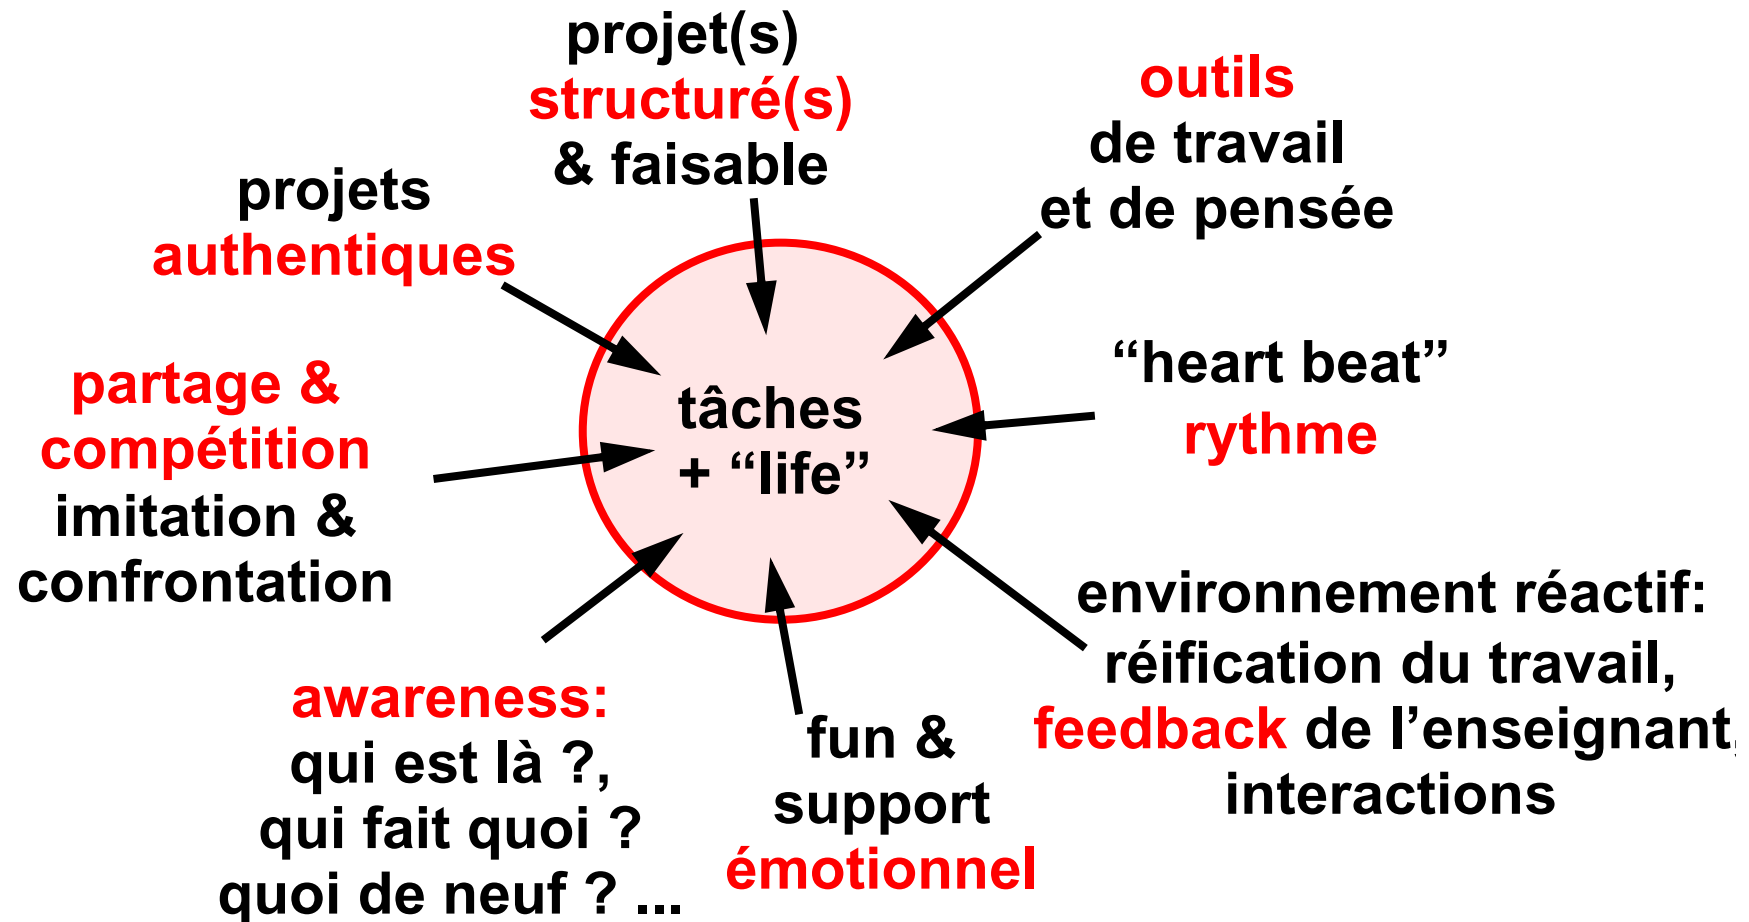 projet(s)
structuré(s)
& faisable
outils
de travail
et de pensée
projets
authentiques
“heart beat”
rythme
partage &
compétition
imitation &
confrontation
tâches
+ “life”
environnement réactif:
réification du travail,
feedback de l’enseignant,
interactions
awareness:
qui est là ?,
qui fait quoi ?
quoi de neuf ? ...
fun &
support
émotionnel